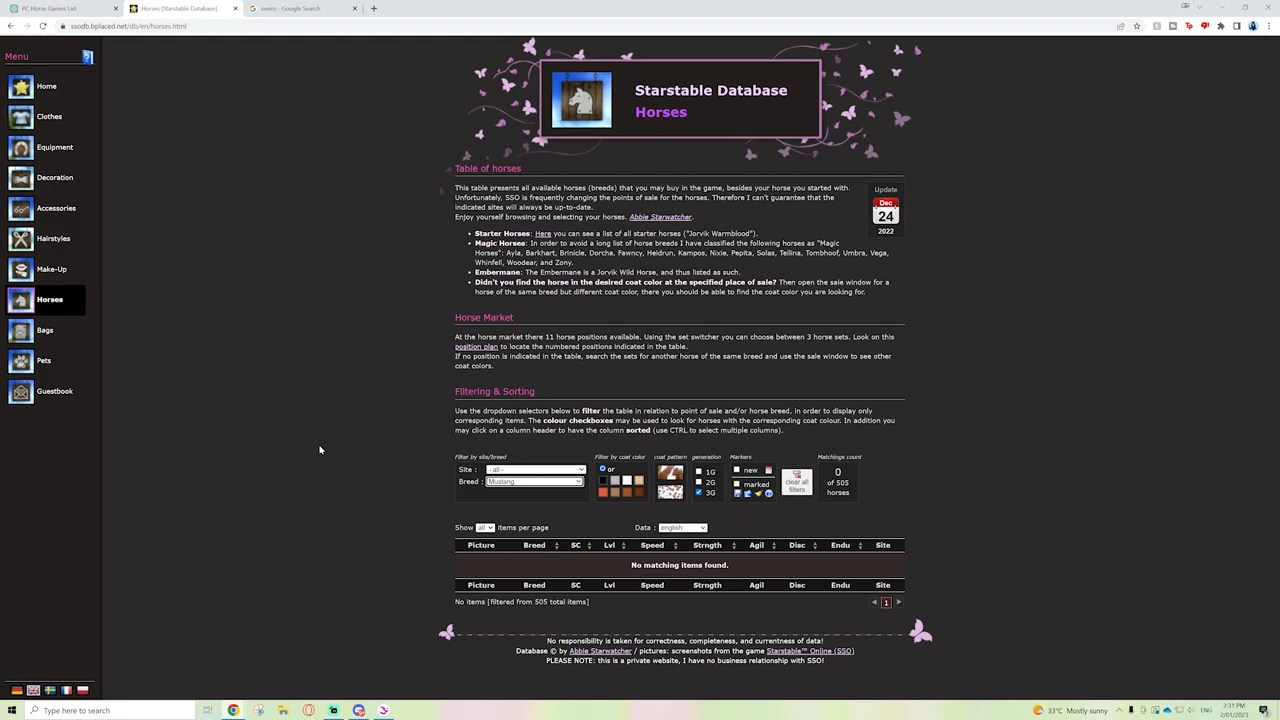 PC Horse Games List
Horses [Starstable Database]
overo - Google Search
ssodb.bplaced.net/db/en/horses.html
Menu
Home
Clothes
Equipment
Decoration
Accessories
Hairstyles
Make-Up
Horses
Bags
Pets
Guestbook
Starstable Database
Horses
Table of horses
This table presents all available horses (breeds) that you may buy in the game, besides your horse you started with.
Unfortunately, SSO is frequently changing the points of sale for the horses. Therefore I can't guarantee that the
indicated sites will always be up-to-date.
Enjoy yourself browsing and selecting your horses. Abbie Starwatcher.
Update
Dec
24
2022
Starter Horses: Here you can see a list of all starter horses ("Jorvik Warmblood").
Magic Horses: In order to avoid a long list of horse breeds I have classified the following horses as "Magic
Horses": Ayla, Barkhart, Brinicle, Dorcha, Fawncy, Heidrun, Kampos, Nixie, Pepita, Solas, Tellina, Tombhoof, Umbra, Vega,
Whinfell, Woodear, and Zony.
Embermane: The Embermane is a Jorvik Wild Horse, and thus listed as such.
Didn't you find the horse in the desired coat color at the specified place of sale? Then open the sale window for a
horse of the same breed but different coat color, there you should be able to find the coat color you are looking for.
Horse Market
At the horse market there 11 horse positions available. Using the set switcher you can choose between 3 horse sets. Look on this
position plan to locate the numbered positions indicated in the table.
If no position is indicated in the table, search the sets for another horse of the same breed and use the sale window to see other
coat colors.
Filtering & Sorting
Use the dropdown selectors below to filter the table in relation to point of sale and/or horse breed, in order to display only
corresponding items. The colour checkboxes may be used to look for horses with the corresponding coat colour. In addition you
may click on a column header to have the column sorted (use CTRL to select multiple columns).
Filter by site/breed Filter by coat color coat pattern generation Markers Matchings count
Site : - all - or 1G new 0
Breed : Mustang 2G marked clear all filters of 505
3G horses
Show all items per page Data : english
Picture Breed SC Lvl Speed Strngth Agil Disc Endu Site
No matching items found.
Picture Breed SC Lvl Speed Strngth Agil Disc Endu Site
No items [filtered from 505 total items] 1
No responsibility is taken for correctness, completeness, and currentness of data!
Database © by Abbie Starwatcher / pictures: screenshots from the game Starstable™ Online (SSO)
PLEASE NOTE: this is a private website, I have no business relationship with SSO!
Type here to search
33°C Mostly sunny
ENG
2:31 PM
2/01/2023